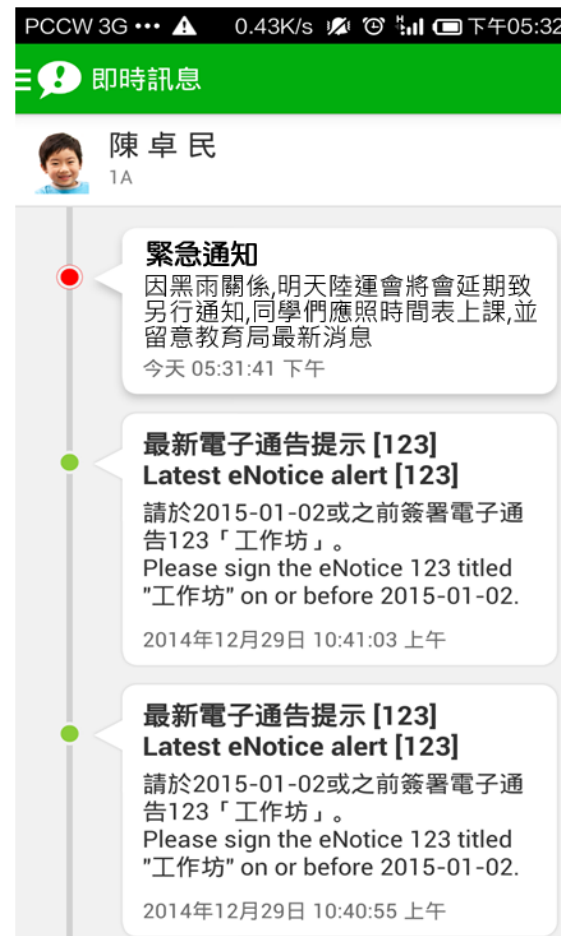 PCCW 3G ••• 0.43K/s 下午05:32
即時訊息
陳 卓 民
1A
緊急通知
因黑雨關係,明天陸運會將會延期致
另行通知,同學們應照時間表上課,並
留意教育局最新消息
今天 05:31:41 下午
最新電子通告提示 [123]
Latest eNotice alert [123]
請於2015-01-02或之前簽署電子通
告123「工作坊」。
Please sign the eNotice 123 titled
"工作坊" on or before 2015-01-02.
2014年12月29日 10:41:03 上午
最新電子通告提示 [123]
Latest eNotice alert [123]
請於2015-01-02或之前簽署電子通
告123「工作坊」。
Please sign the eNotice 123 titled
"工作坊" on or before 2015-01-02.
2014年12月29日 10:40:55 上午